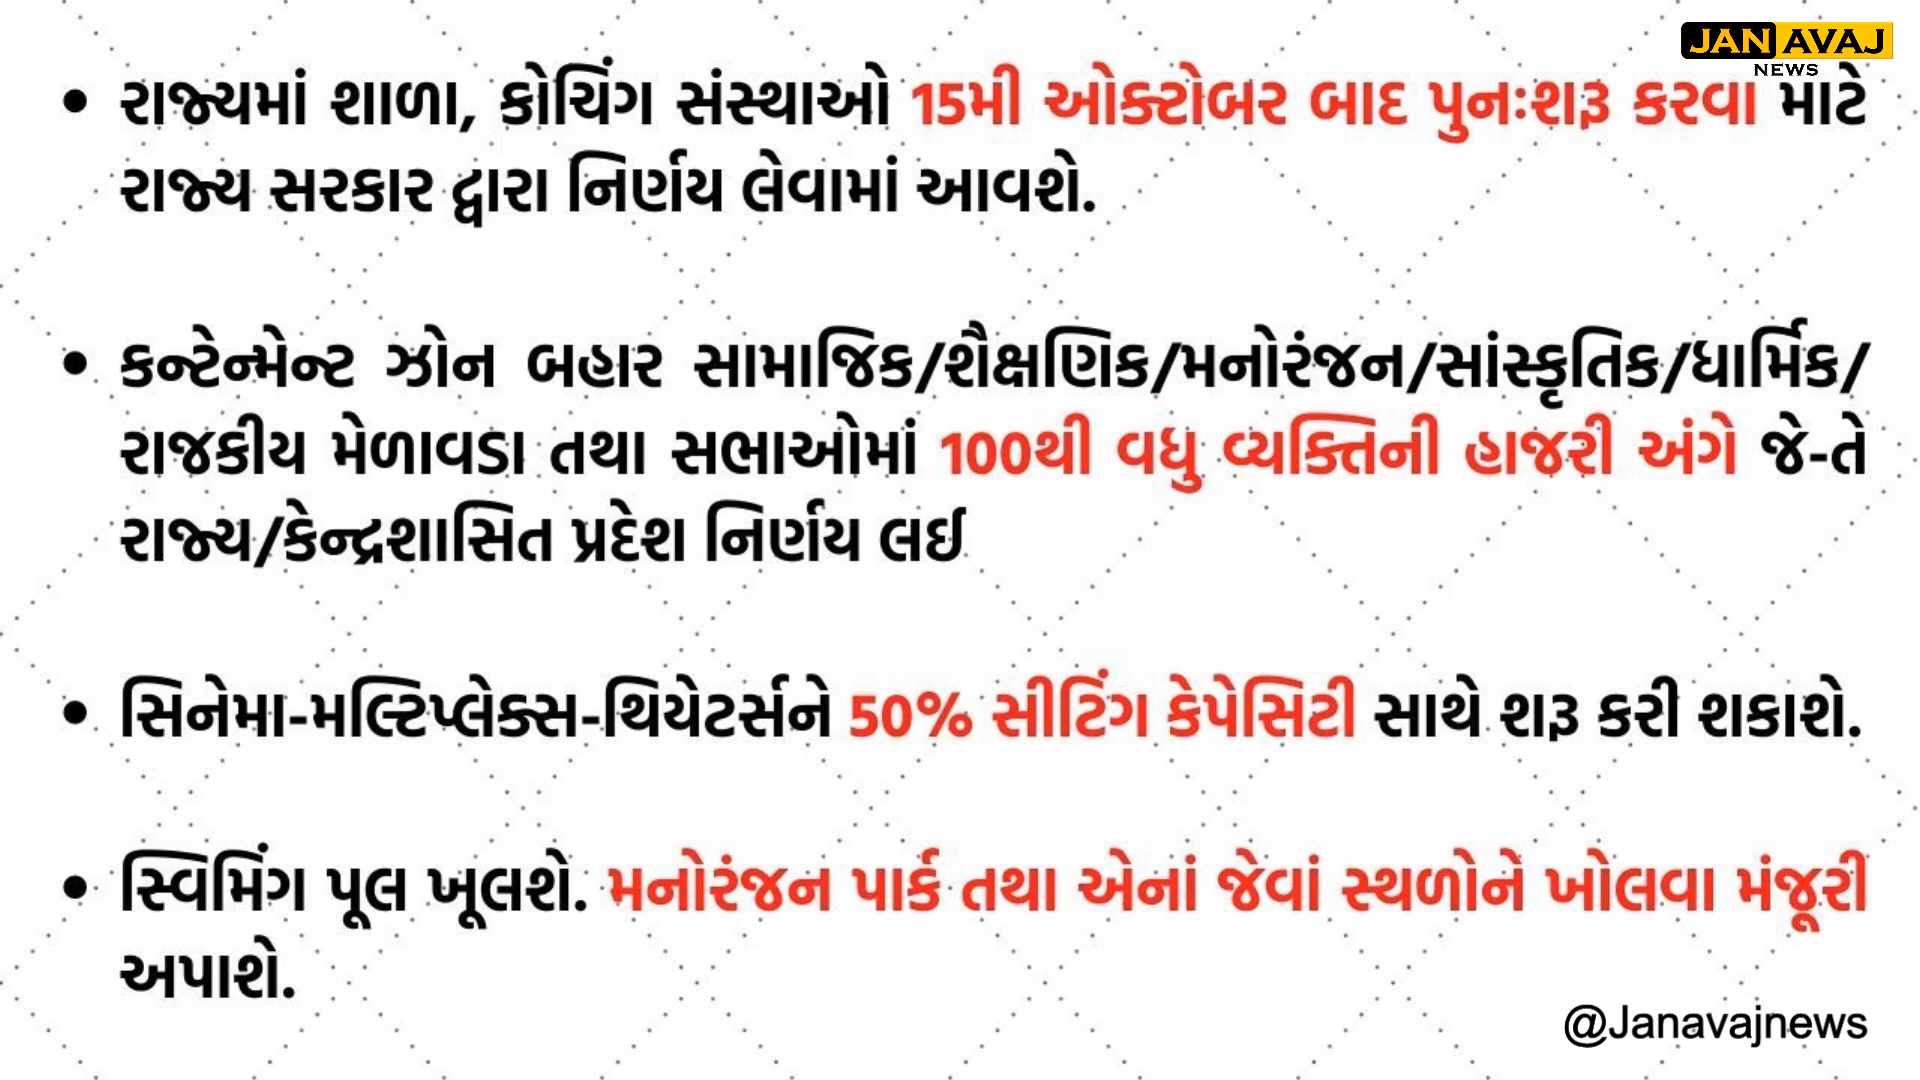 JAN AVAJ
NEWS
• રાજ્યમાં શાળા, કોચિંગ સંસ્થાઓ 15મી ઓક્ટોબર બાદ પુનઃશરૂ કરવા માટે
રાજ્ય સરકાર દ્વારા નિર્ણય લેવામાં આવશે.
• કન્ટેન્મેન્ટ ઝોન બહાર સામાજિક/શૈક્ષણિક/મનોરંજન/સાંસ્કૃતિક/ધાર્મિક/
રાજકીય મેળાવડા તથા સભાઓમાં 100થી વધુ વ્યક્તિની હાજરી અંગે જે-તે
રાજ્ય/કેન્દ્રશાસિત પ્રદેશ નિર્ણય લઈ
• સિનેમા-મલ્ટિપ્લેક્સ-થિયેટર્સને 50% સીટિંગ કેપેસિટી સાથે શરૂ કરી શકાશે.
• સ્વિમિંગ પૂલ ખૂલશે. મનોરંજન પાર્ક તથા એનાં જેવાં સ્થળોને ખોલવા મંજૂરી
અપાશે.
@Janavajnews